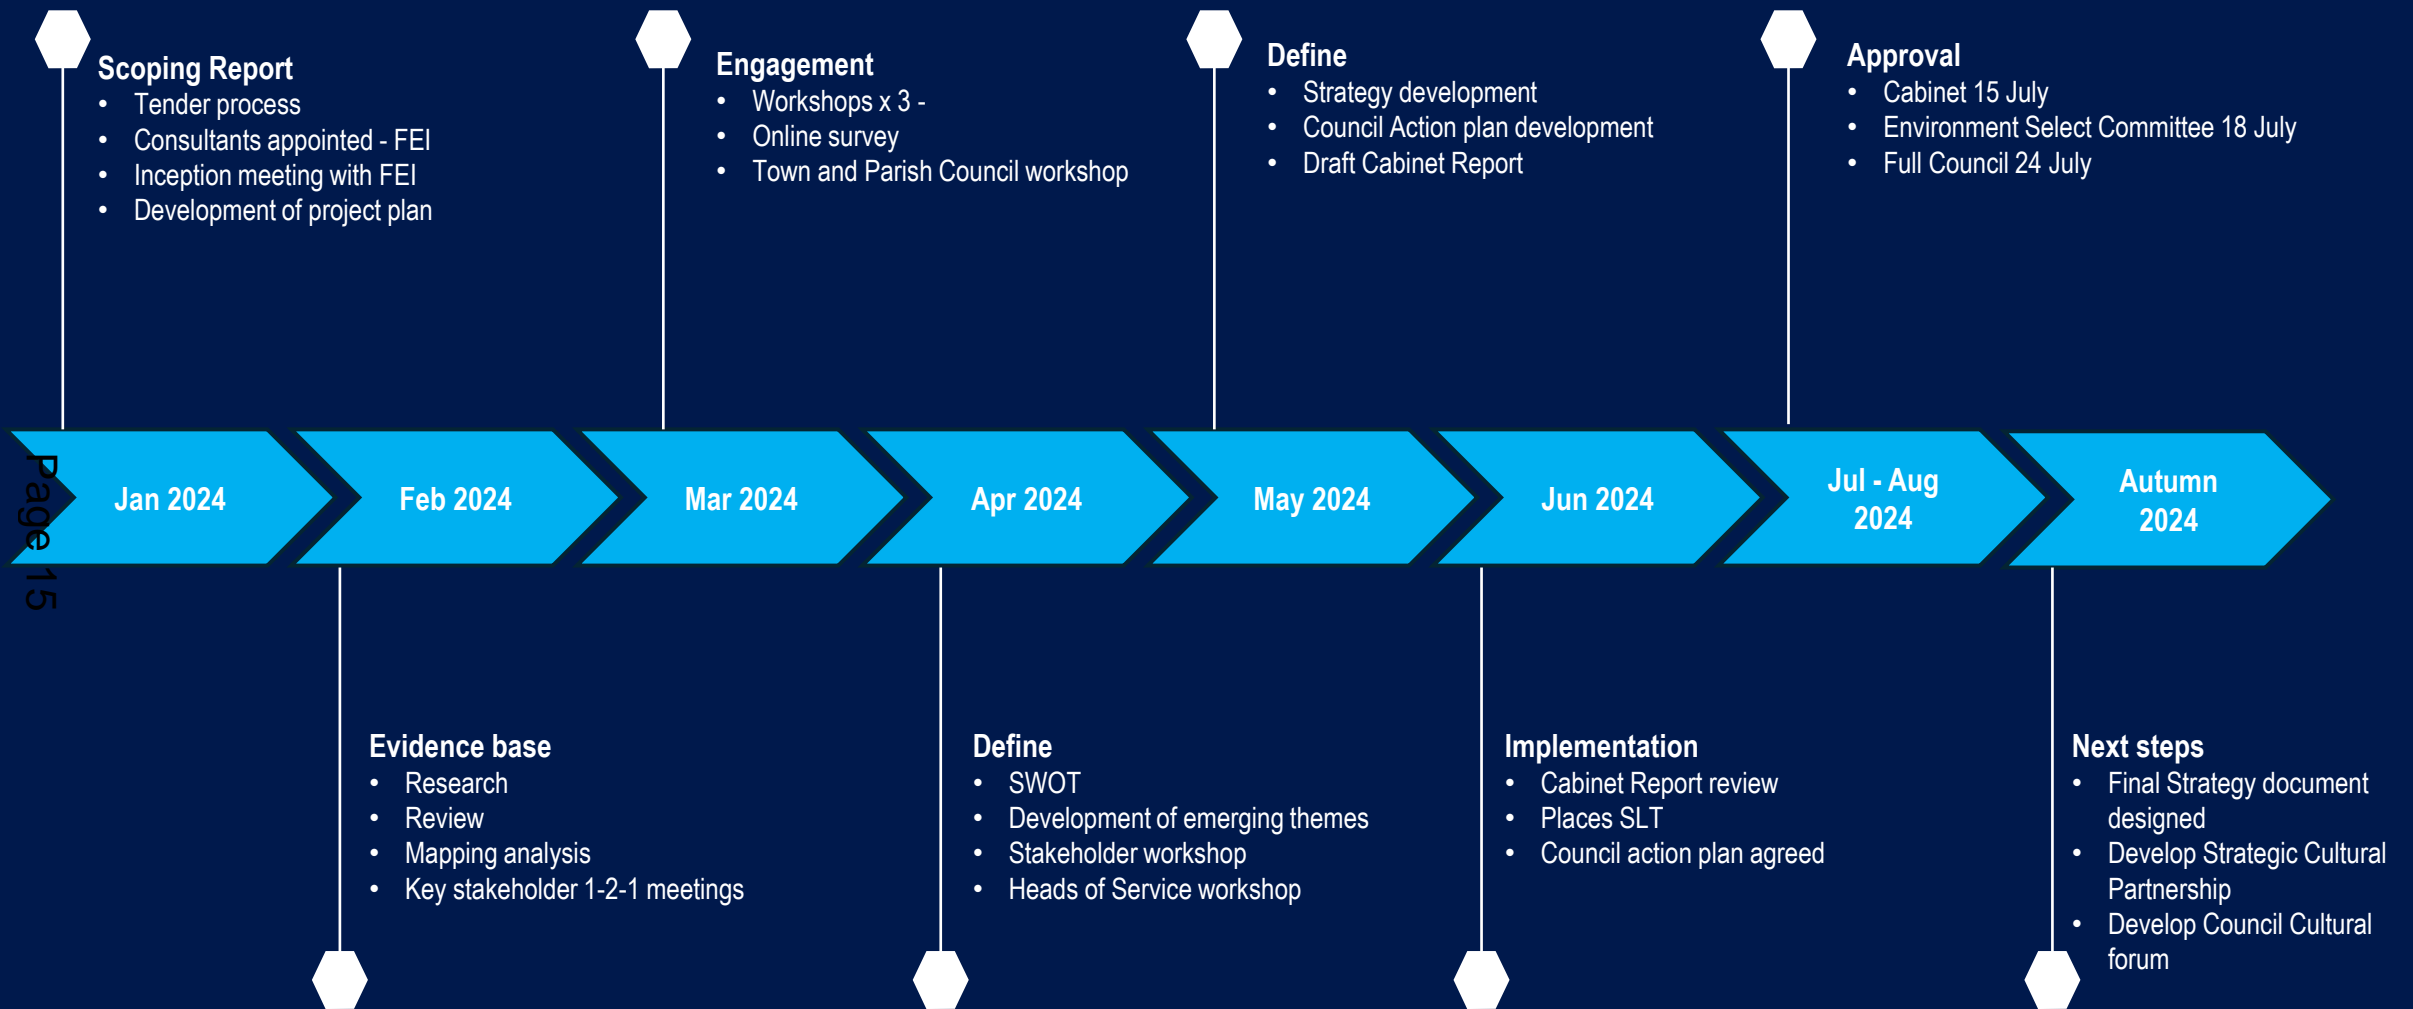 Scoping Report
• Tender process
• Consultants appointed - FEI
• Inception meeting with FEI
• Development of project plan
Engagement
• Workshops x 3 -
• Online survey
• Town and Parish Council workshop
Define
• Strategy development
• Council Action plan development
• Draft Cabinet Report
Approval
• Cabinet 15 July
• Environment Select Committee 18 July
• Full Council 24 July
Page 15
Jan 2024
Feb 2024
Mar 2024
Apr 2024
May 2024
Jun 2024
Jul - Aug
2024
Autumn
2024
Evidence base
• Research
• Review
• Mapping analysis
• Key stakeholder 1-2-1 meetings
Define
• SWOT
• Development of emerging themes
• Stakeholder workshop
• Heads of Service workshop
Implementation
• Cabinet Report review
• Places SLT
• Council action plan agreed
Next steps
• Final Strategy document
designed
• Develop Strategic Cultural
Partnership
• Develop Council Cultural
forum